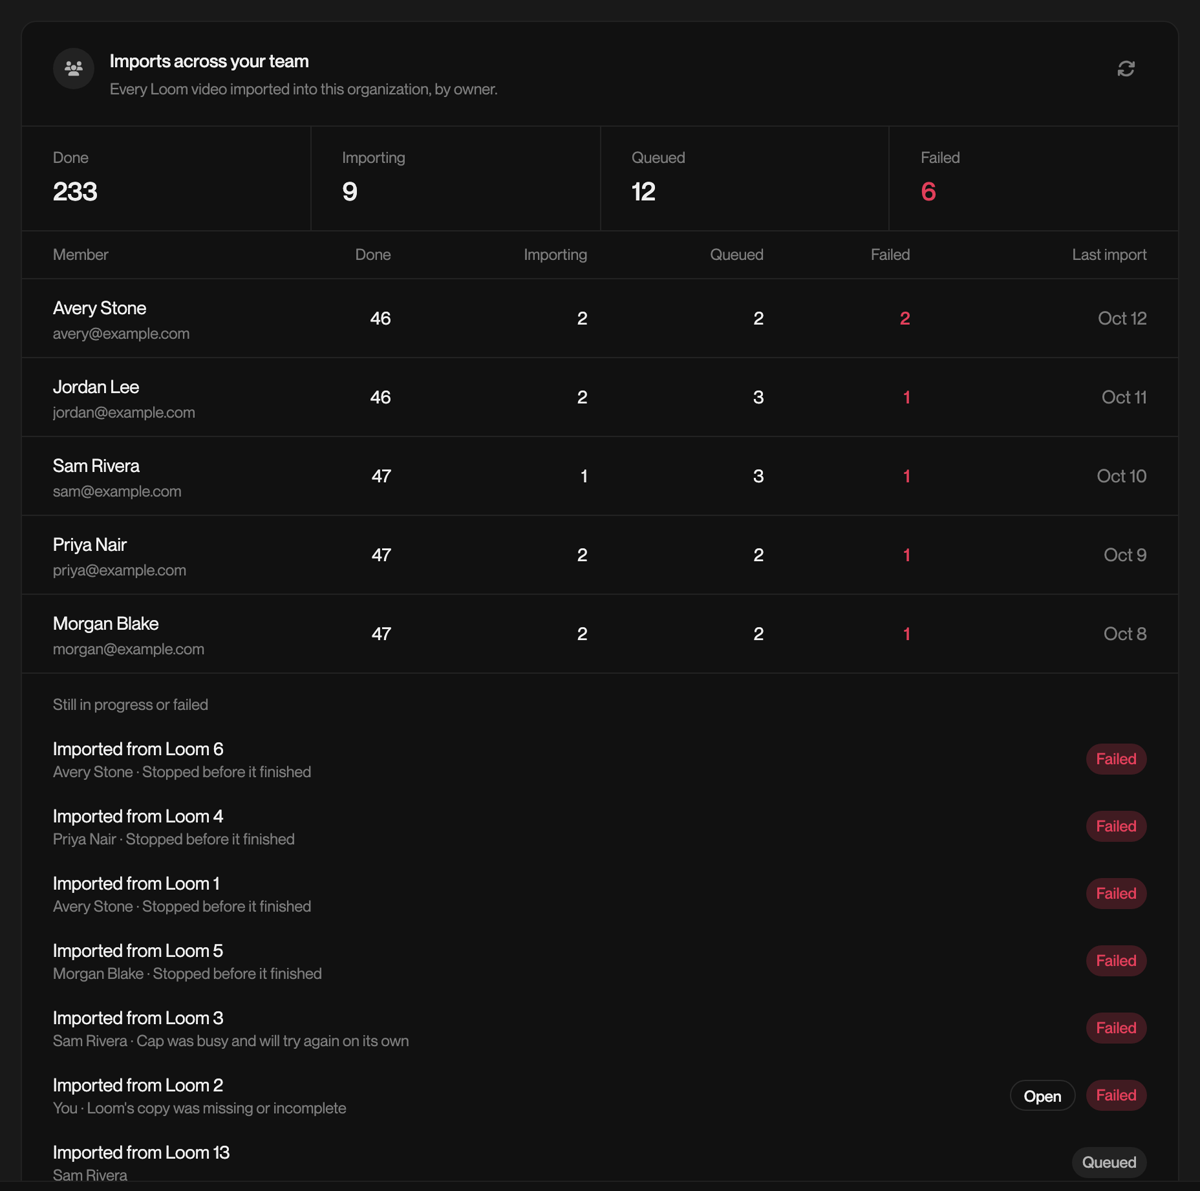 Imports across your team
Every Loom video imported into this organization, by owner.
Done
233
Importing
9
Queued
12
Failed
6
Member Done Importing Queued Failed Last import
Avery Stone
avery@example.com
46 2 2 2 Oct 12
Jordan Lee
jordan@example.com
46 2 3 1 Oct 11
Sam Rivera
sam@example.com
47 1 3 1 Oct 10
Priya Nair
priya@example.com
47 2 2 1 Oct 9
Morgan Blake
morgan@example.com
47 2 2 1 Oct 8
Still in progress or failed
Imported from Loom 6
Avery Stone · Stopped before it finished
Failed
Imported from Loom 4
Priya Nair · Stopped before it finished
Failed
Imported from Loom 1
Avery Stone · Stopped before it finished
Failed
Imported from Loom 5
Morgan Blake · Stopped before it finished
Failed
Imported from Loom 3
Sam Rivera · Cap was busy and will try again on its own
Failed
Imported from Loom 2
You · Loom's copy was missing or incomplete
Open Failed
Imported from Loom 13
Sam Rivera
Queued